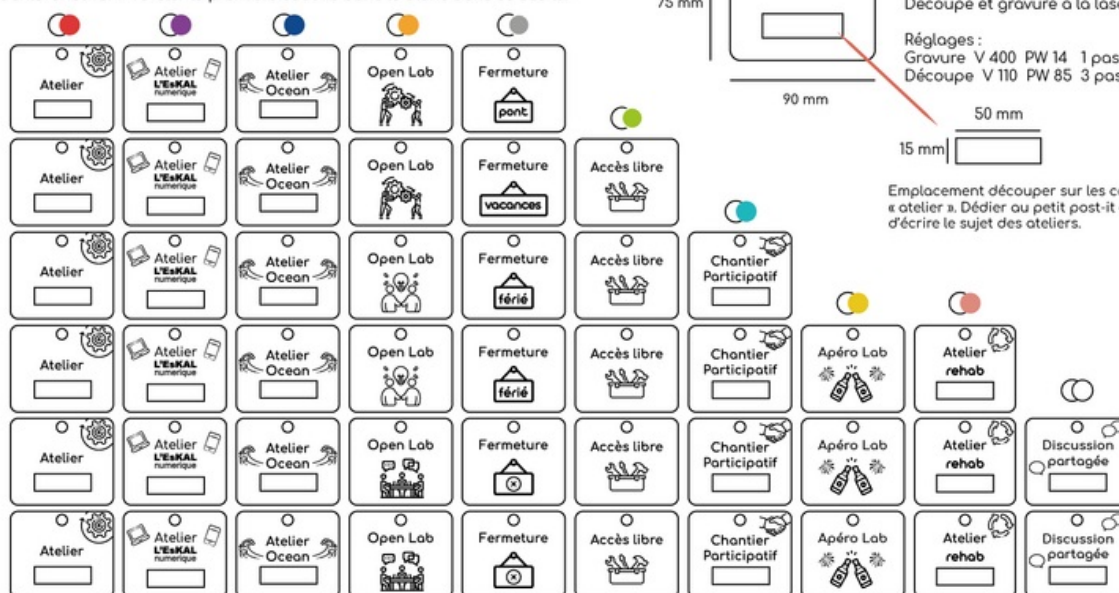 75 mm
Découpe et gravure à la
Réglages :
Gravure V 400 PW 14 1
Découpe V 110 PW 85 3
90 mm
50 mm
15 mm
Emplacement découper sur les
« atelier ». Dédier au petit post-it
d'écrire le sujet des ateliers.
Atelier
Atelier
L'EsKAL
numerique
Atelier
Ocean
Open Lab
Fermeture
pont
Atelier
Atelier
L'EsKAL
numerique
Atelier
Ocean
Open Lab
Fermeture
vacances
Accès libre
Atelier
Atelier
L'EsKAL
numerique
Atelier
Ocean
Open Lab
Fermeture
férié
Accès libre
Chantier
Participatif
Atelier
Atelier
L'EsKAL
numerique
Atelier
Ocean
Open Lab
Fermeture
férié
Accès libre
Chantier
Participatif
Apéro Lab
Atelier
rehab
Atelier
Atelier
L'EsKAL
numerique
Atelier
Ocean
Open Lab
Fermeture
Accès libre
Chantier
Participatif
Apéro Lab
Atelier
rehab
Discussion
partagée
Atelier
Atelier
L'EsKAL
numerique
Atelier
Ocean
Open Lab
Fermeture
Accès libre
Chantier
Participatif
Apéro Lab
Atelier
rehab
Discussion
partagée